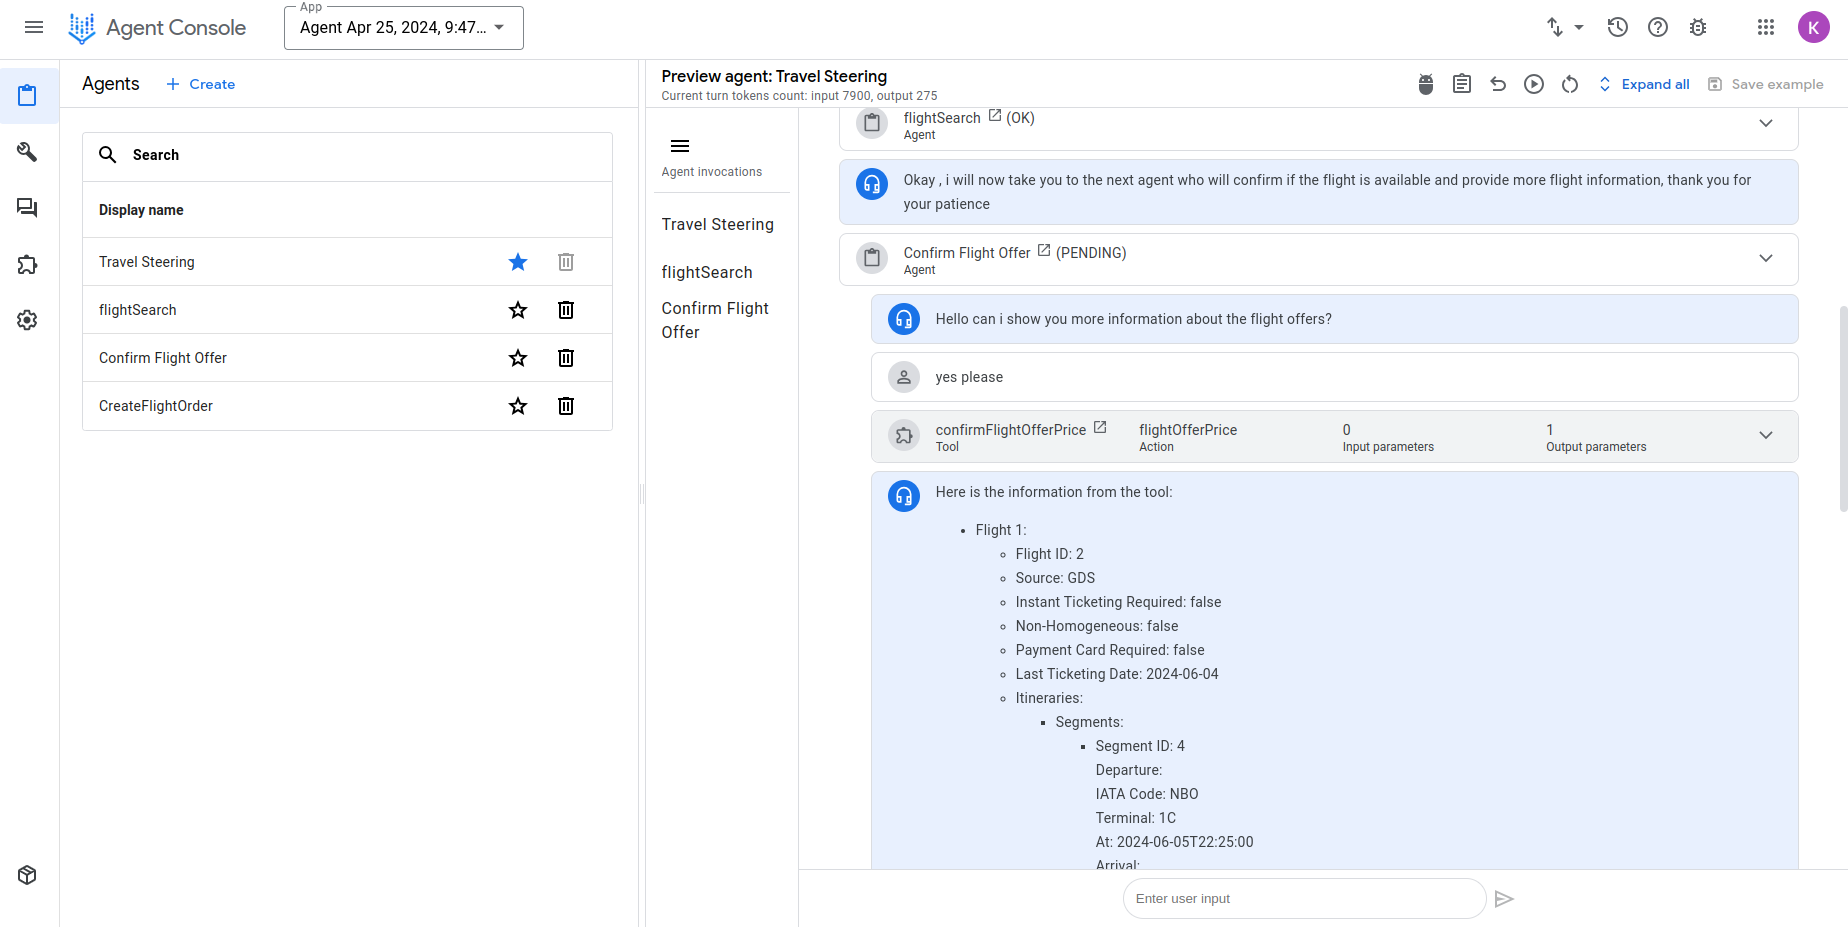 Agent Console
App
Agent Apr 25, 2024, 9:47...
K
Agents
Create
Search
Display name
Travel Steering
flightSearch
Confirm Flight Offer
CreateFlightOrder
Preview agent: Travel Steering
Current turn tokens count: input 7900, output 275
Expand all
Save example
Agent invocations
Travel Steering
flightSearch
Confirm Flight
Offer
flightSearch (OK)
Agent
Okay , i will now take you to the next agent who will confirm if the flight is available and provide more flight information, thank you for
your patience
Confirm Flight Offer (PENDING)
Agent
Hello can i show you more information about the flight offers?
yes please
confirmFlightOfferPrice flightOfferPrice 0 1
Tool Action Input parameters Output parameters
Here is the information from the tool:
• Flight 1:
◦ Flight ID: 2
◦ Source: GDS
◦ Instant Ticketing Required: false
◦ Non-Homogeneous: false
◦ Payment Card Required: false
◦ Last Ticketing Date: 2024-06-04
◦ Itineraries:
▪ Segments:
▪ Segment ID: 4
Departure:
IATA Code: NBO
Terminal: 1C
At: 2024-06-05T22:25:00
Arrival:
Enter user input